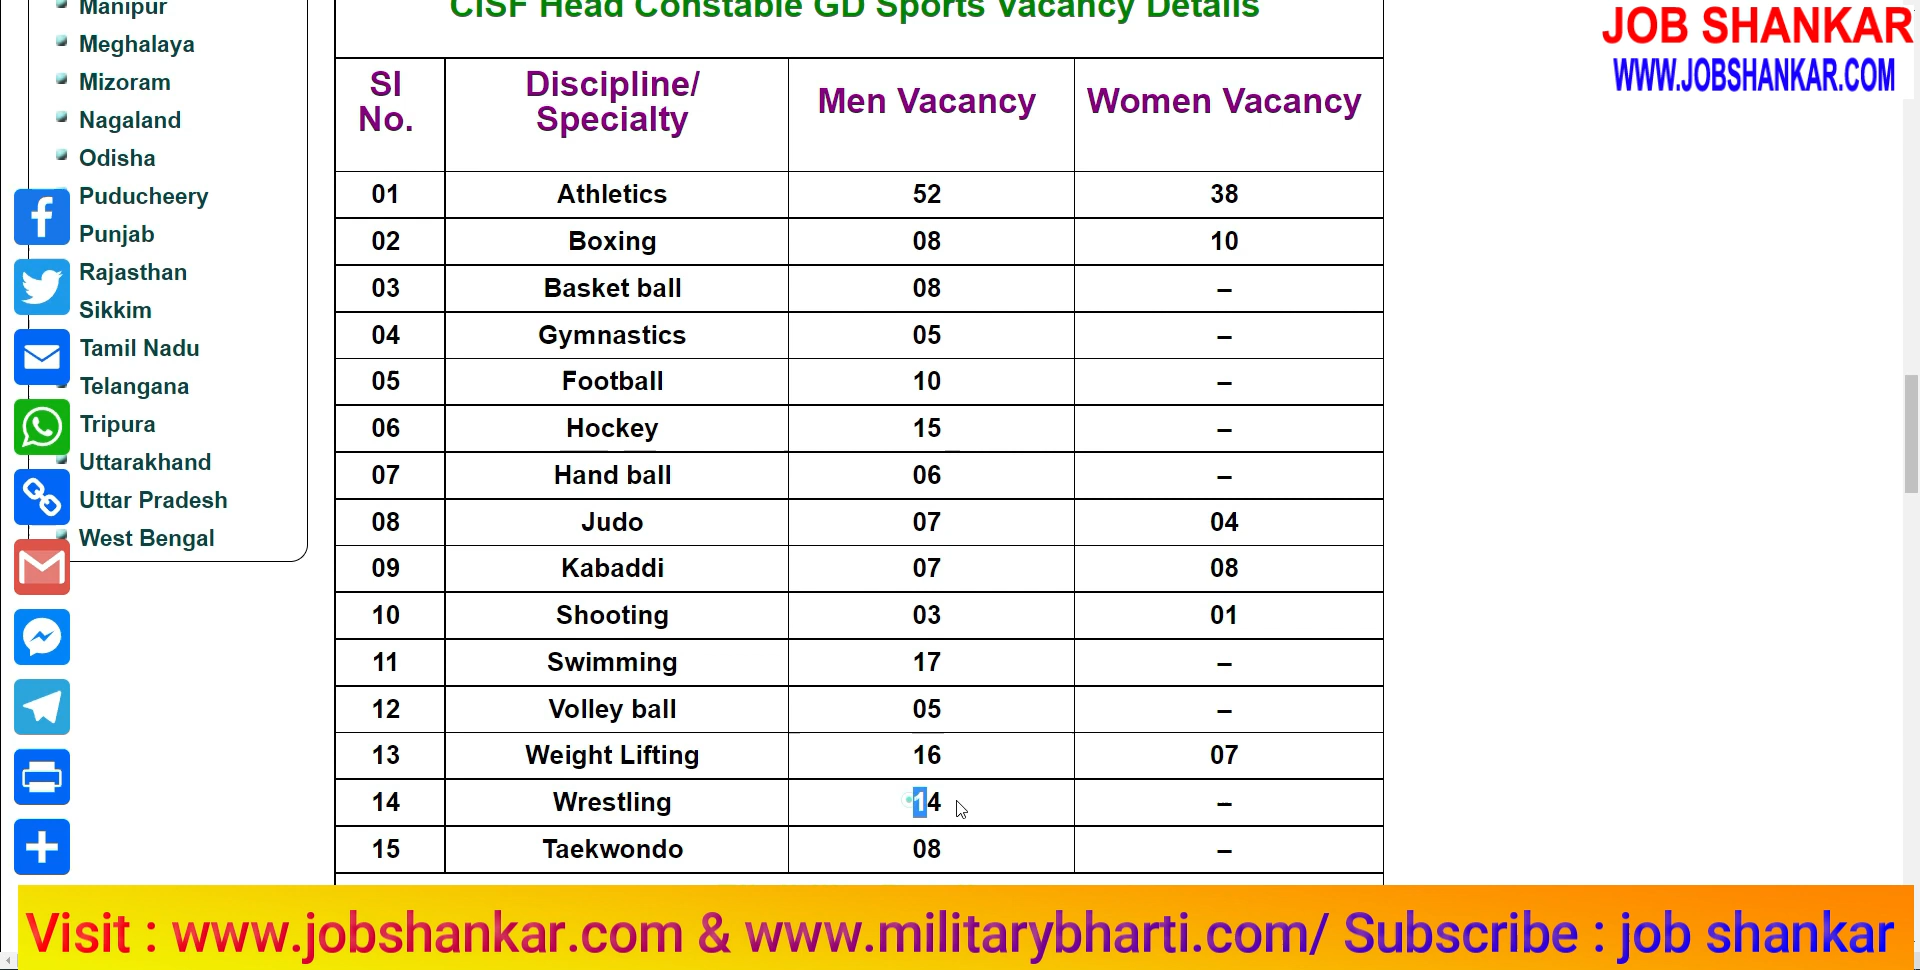 CISF Head Constable GD Sports Vacancy Details
JOB SHANKAR
WWW.JOBSHANKAR.COM
Manipur
Meghalaya
Mizoram
Nagaland
Odisha
Puducheery
Punjab
Rajasthan
Sikkim
Tamil Nadu
Telangana
Tripura
Uttarakhand
Uttar Pradesh
West Bengal
SI No. Discipline/ Specialty Men Vacancy Women Vacancy
01 Athletics 52 38
02 Boxing 08 10
03 Basket ball 08 –
04 Gymnastics 05 –
05 Football 10 –
06 Hockey 15 –
07 Hand ball 06 –
08 Judo 07 04
09 Kabaddi 07 08
10 Shooting 03 01
11 Swimming 17 –
12 Volley ball 05 –
13 Weight Lifting 16 07
14 Wrestling 14 –
15 Taekwondo 08 –
Visit : www.jobshankar.com & www.militarybharti.com/ Subscribe : job shankar